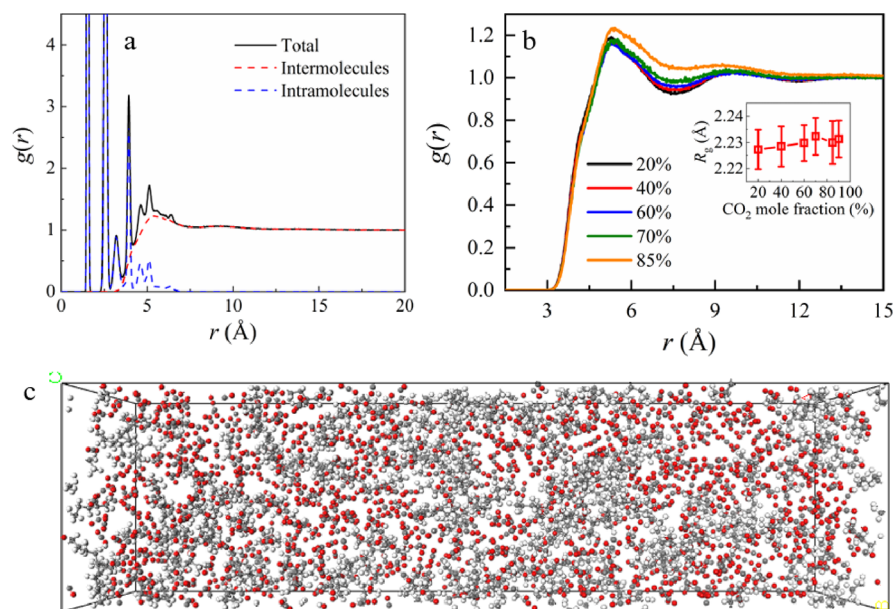 a
Total
Intermolecules
Intramolecules
g(r)
4
3
2
1
0
0 5 10 15 20
r (Å)
b
g(r)
1.2
1.0
0.8
0.6
0.4
0.2
0.0
20%
40%
60%
70%
85%
R_g (Å)
2.24
2.23
2.22
20 40 60 80 100
CO₂ mole fraction (%)
3 6 9 12 15
r (Å)
c